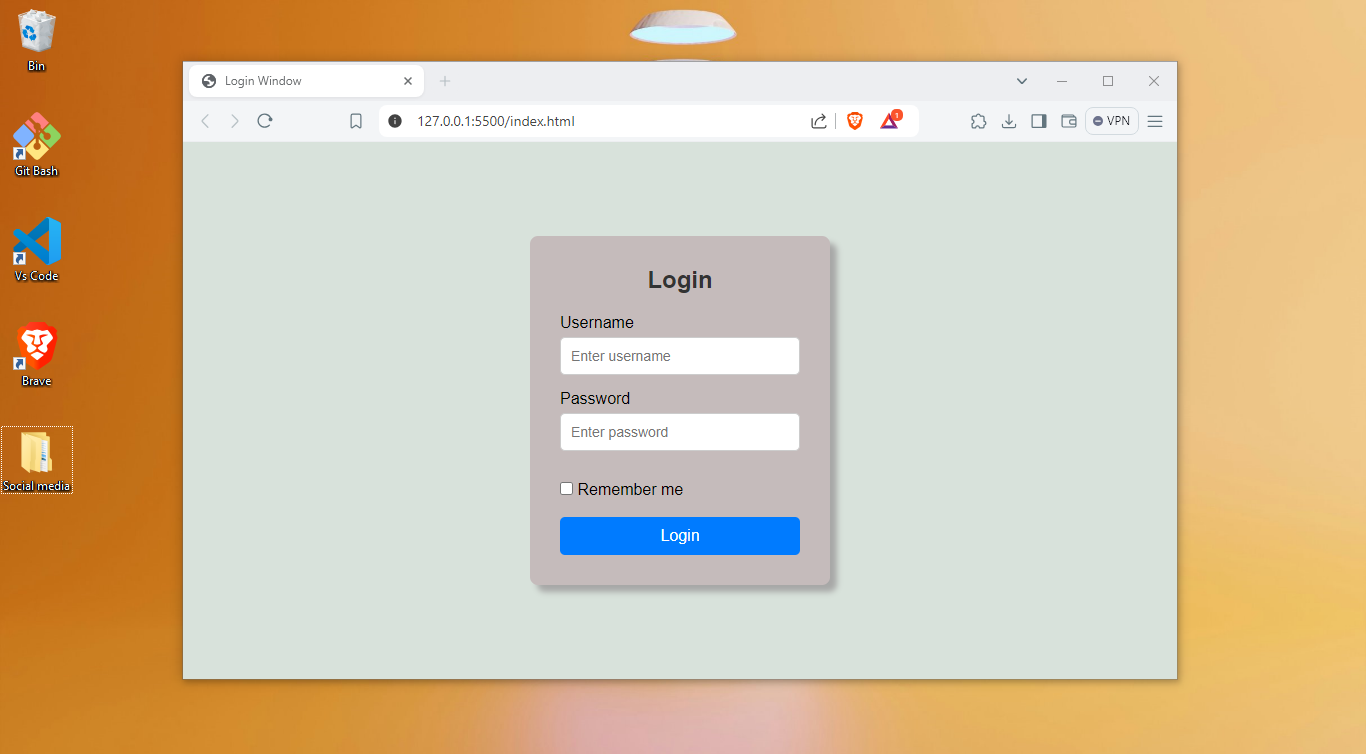 Bin
Git Bash
Vs Code
Brave
Social media
Login Window
127.0.0.1:5500/index.html
1
VPN
Login
Username
Enter username
Password
Enter password
Remember me
Login